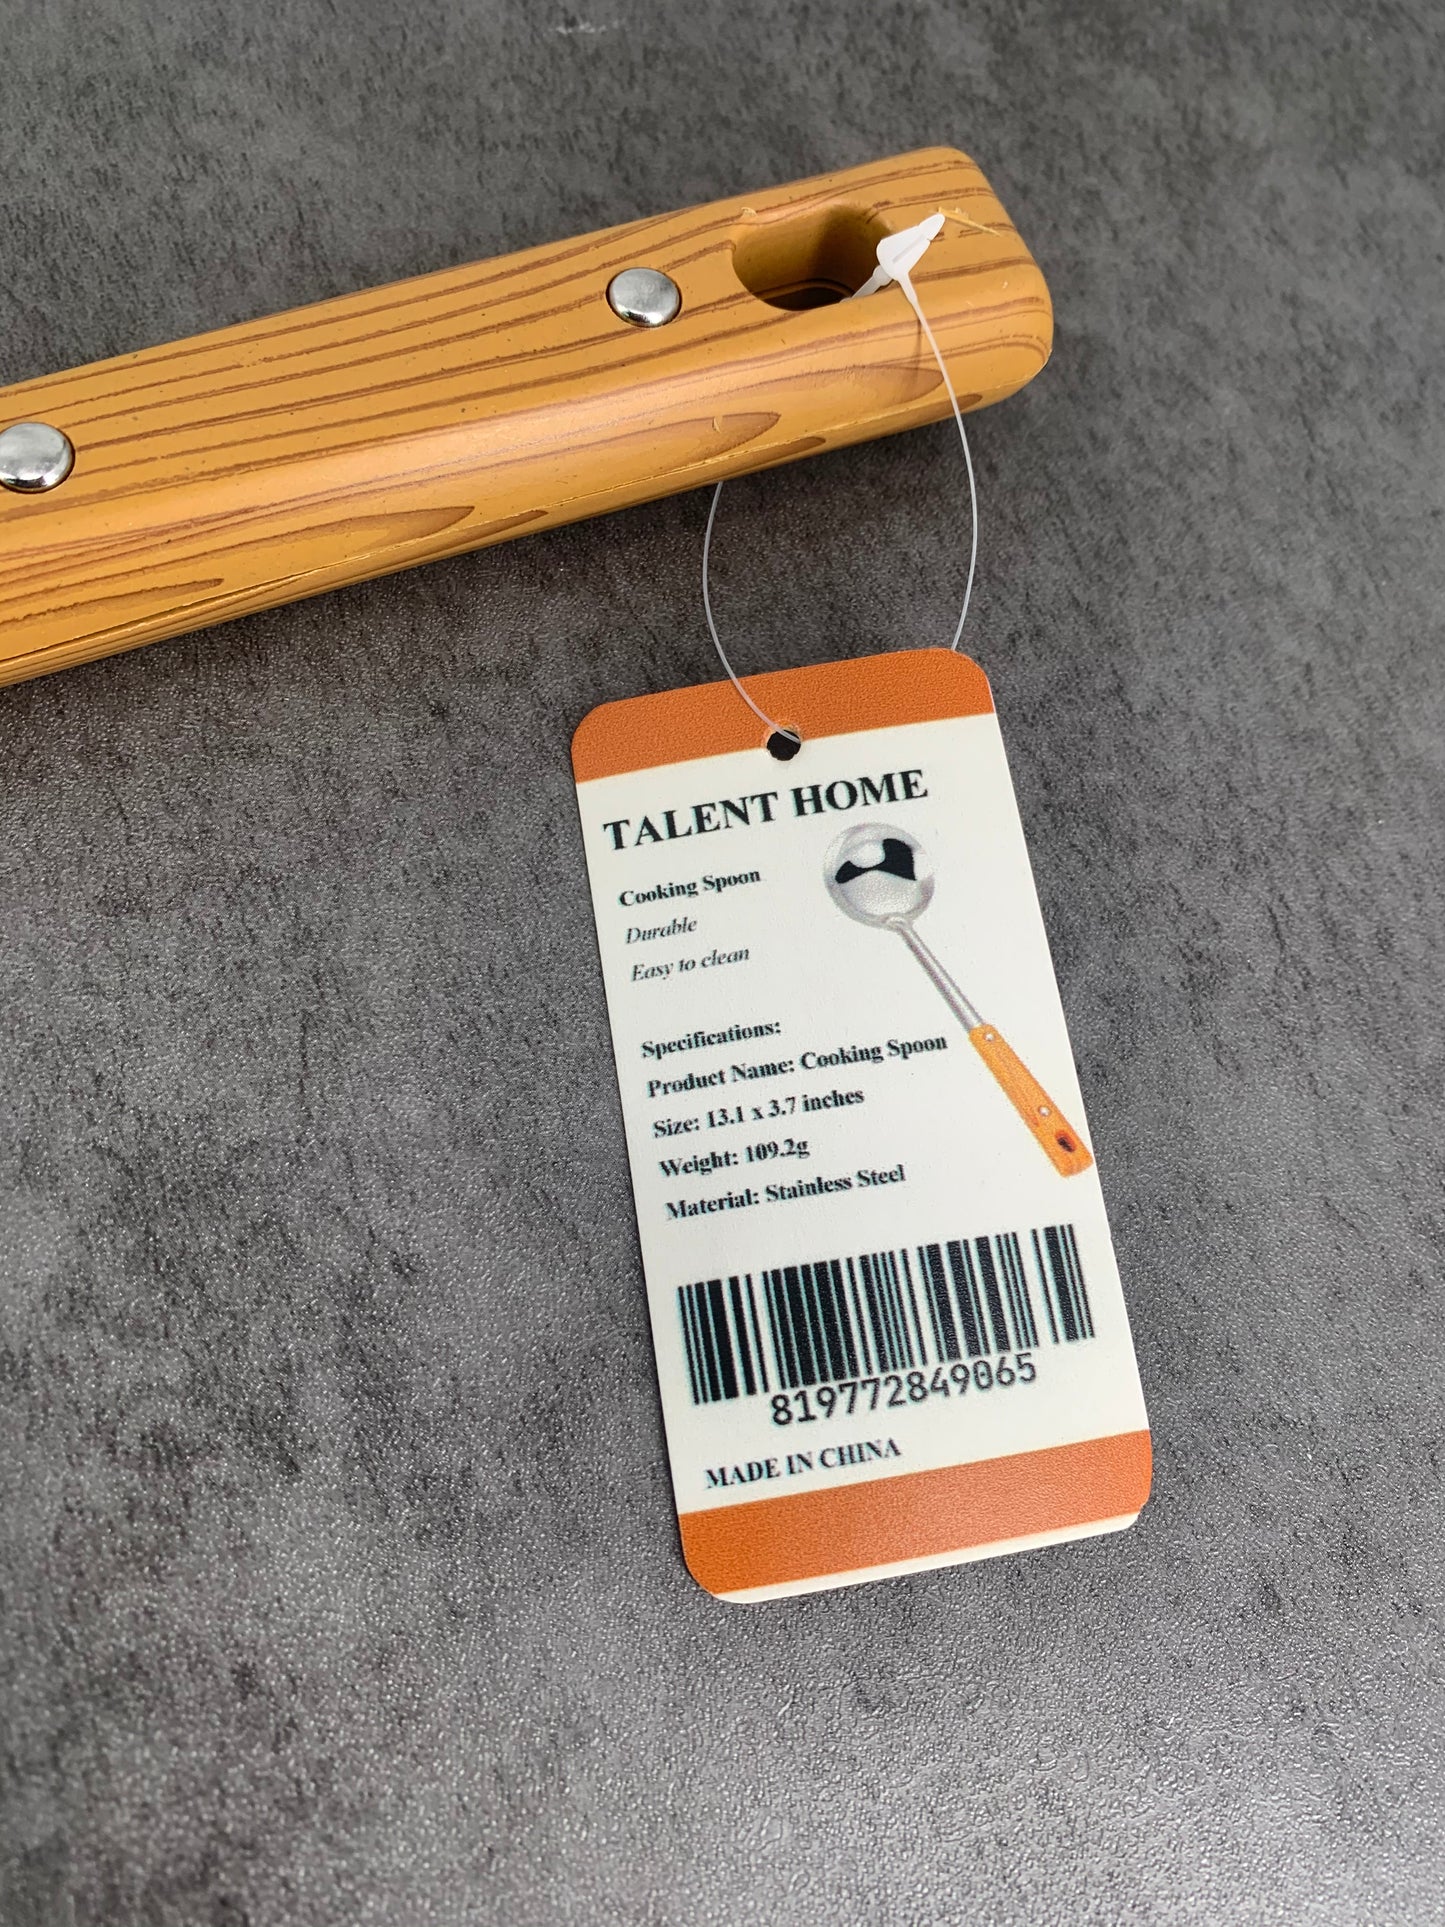 TALENT HOME
Cooking Spoon
Durable
Easy to clean
Specifications:
Product Name: Cooking Spoon
Size: 13.1 x 3.7 inches
Weight: 109.2g
Material: Stainless Steel
819772849065
MADE IN CHINA